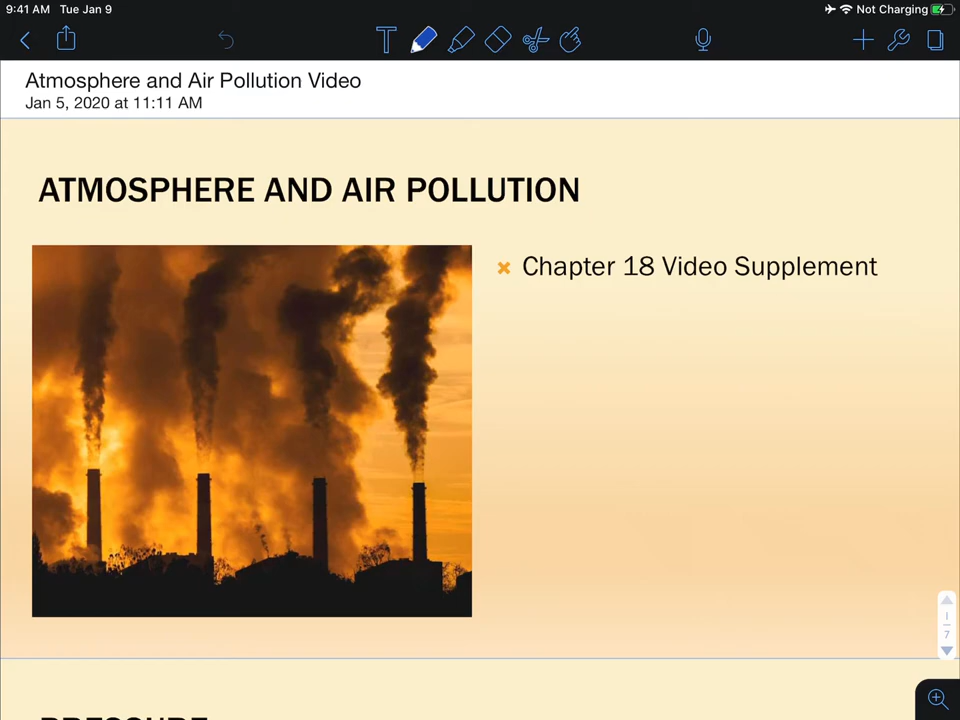 9:41 AM Tue Jan 9
Not Charging
T
Atmosphere and Air Pollution Video
Jan 5, 2020 at 11:11 AM
ATMOSPHERE AND AIR POLLUTION
Chapter 18 Video Supplement
1
7
PRESSURE